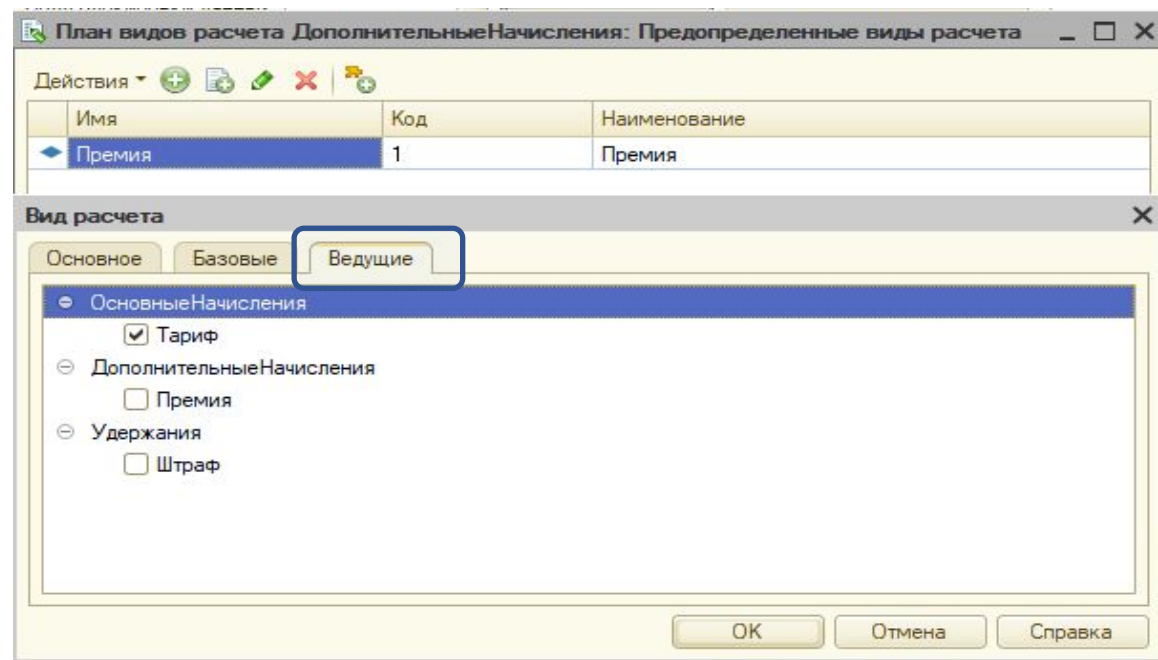 План видов расчета ДополнительныеНачисления: Предопределенные виды расчета
Действия
Имя Код Наименование
Премия 1 Премия
Вид расчета
Основное Базовые Ведущие
ОсновныеНачисления
Тариф
ДополнительныеНачисления
Премия
Удержания
Штраф
OK Отмена Справка